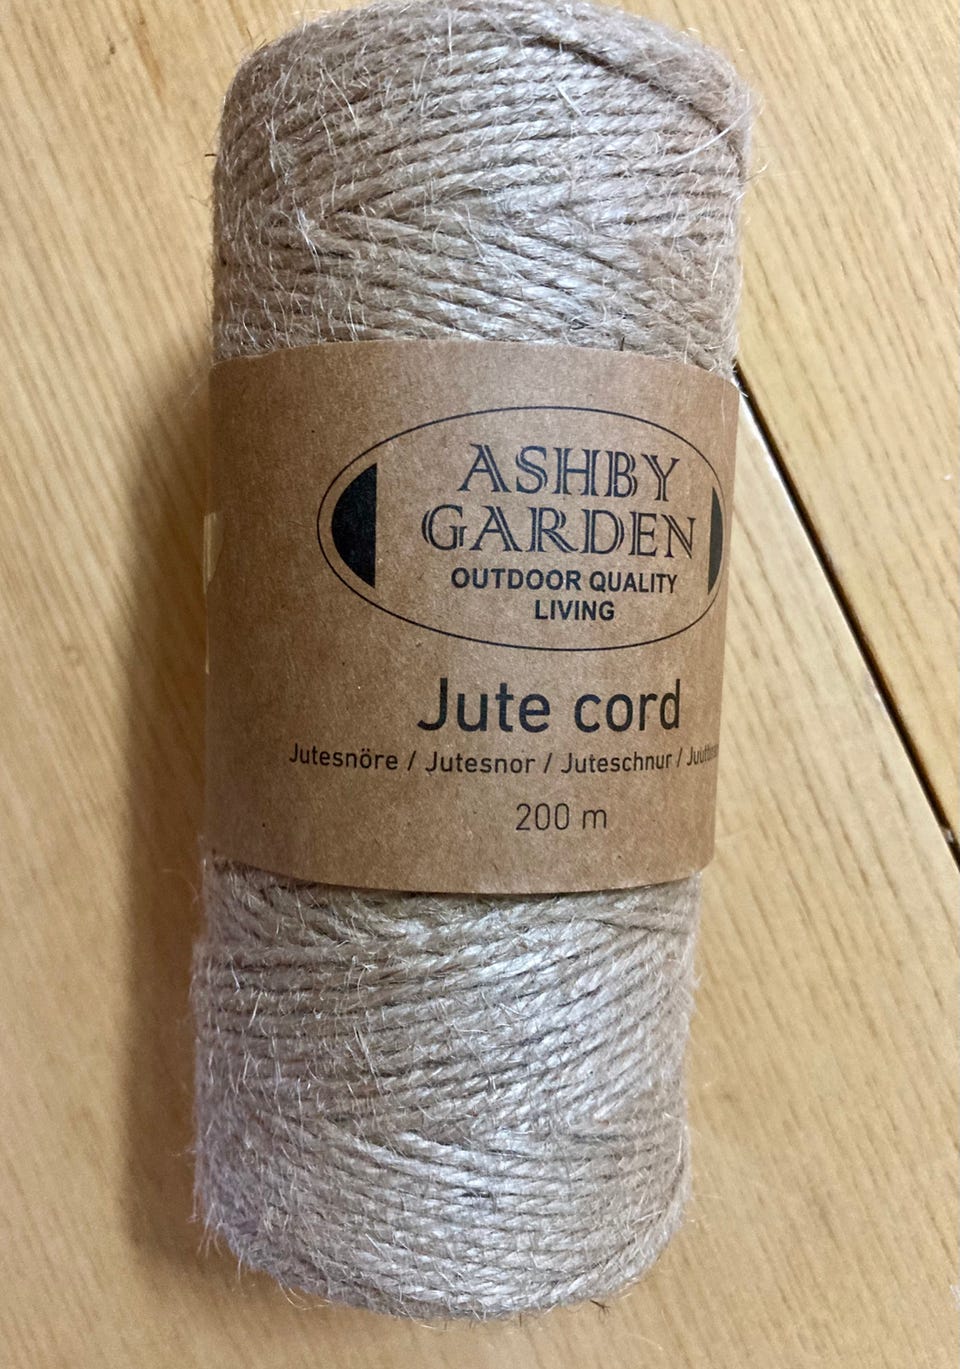 ASHBY
GARDEN
OUTDOOR QUALITY
LIVING
Jute cord
Jutesnöre / Jutesnor / Juteschnur /
200 m